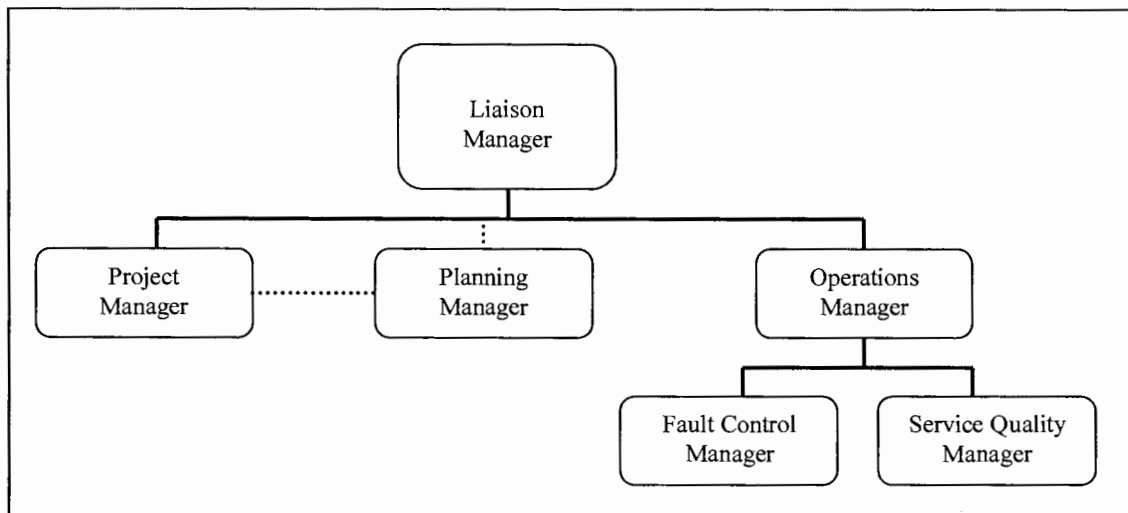 Liaison
Manager
Project
Manager
Planning
Manager
Operations
Manager
Fault Control
Manager
Service Quality
Manager